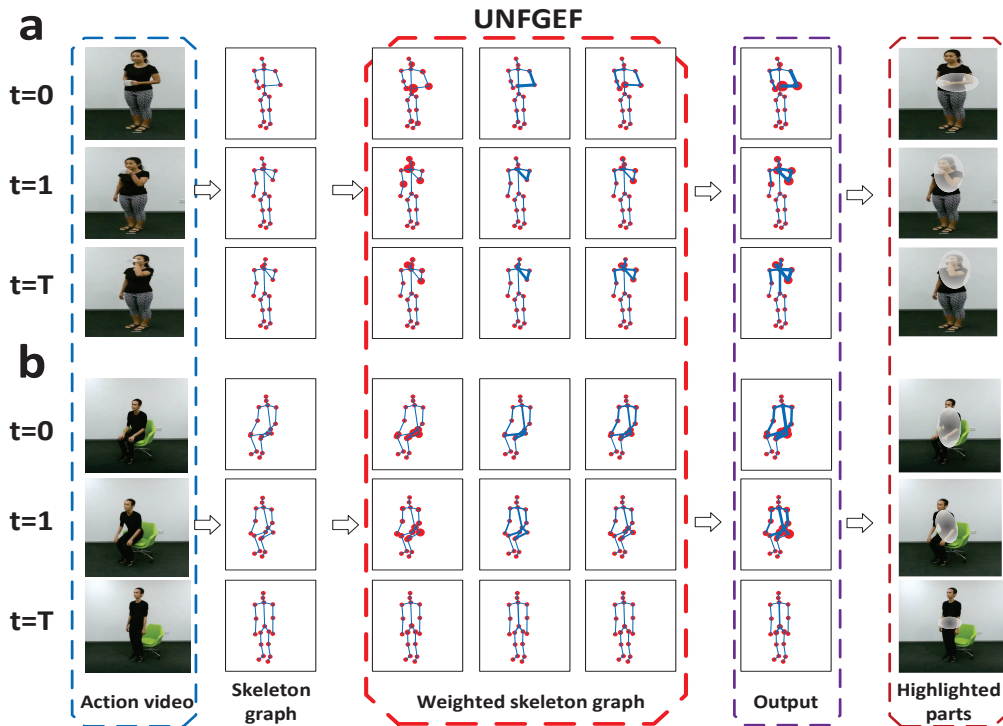 UNFGEF
a
t=0
t=1
t=T
b
t=0
t=1
t=T
Action video
Skeleton
graph
Weighted skeleton graph
Output
Highlighted
parts